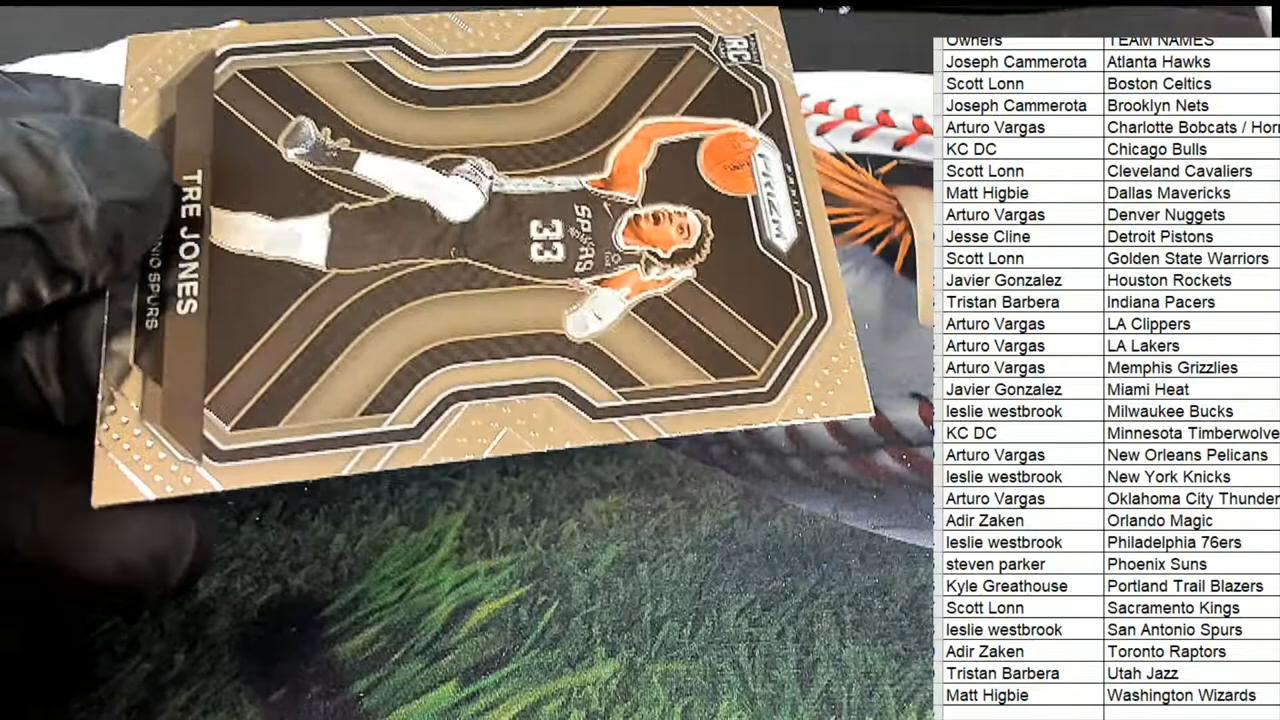 TRE JONES
NIO SPURS
SPURS
33
PRIZM
PANINI
RC
Owners TEAM NAMES
Joseph Cammerota Atlanta Hawks
Scott Lonn Boston Celtics
Joseph Cammerota Brooklyn Nets
Arturo Vargas Charlotte Bobcats / Hor
KC DC Chicago Bulls
Scott Lonn Cleveland Cavaliers
Matt Higbie Dallas Mavericks
Arturo Vargas Denver Nuggets
Jesse Cline Detroit Pistons
Scott Lonn Golden State Warriors
Javier Gonzalez Houston Rockets
Tristan Barbera Indiana Pacers
Arturo Vargas LA Clippers
Arturo Vargas LA Lakers
Arturo Vargas Memphis Grizzlies
Javier Gonzalez Miami Heat
leslie westbrook Milwaukee Bucks
KC DC Minnesota Timberwolve
Arturo Vargas New Orleans Pelicans
leslie westbrook New York Knicks
Arturo Vargas Oklahoma City Thunder
Adir Zaken Orlando Magic
leslie westbrook Philadelphia 76ers
steven parker Phoenix Suns
Kyle Greathouse Portland Trail Blazers
Scott Lonn Sacramento Kings
leslie westbrook San Antonio Spurs
Adir Zaken Toronto Raptors
Tristan Barbera Utah Jazz
Matt Higbie Washington Wizards